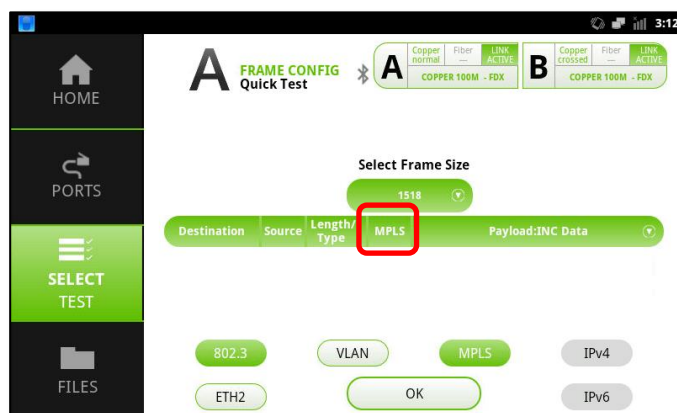 3:12
HOME
PORTS
SELECT
TEST
FILES
A FRAME CONFIG
Quick Test
A
Copper
normal
Fiber
—
LINK
ACTIVE
COPPER 100M - FDX
B
Copper
crossed
Fiber
—
LINK
ACTIVE
COPPER 100M - FDX
Select Frame Size
1518
Destination
Source
Length/
Type
MPLS
Payload:INC Data
802.3
VLAN
MPLS
IPv4
ETH2
OK
IPv6